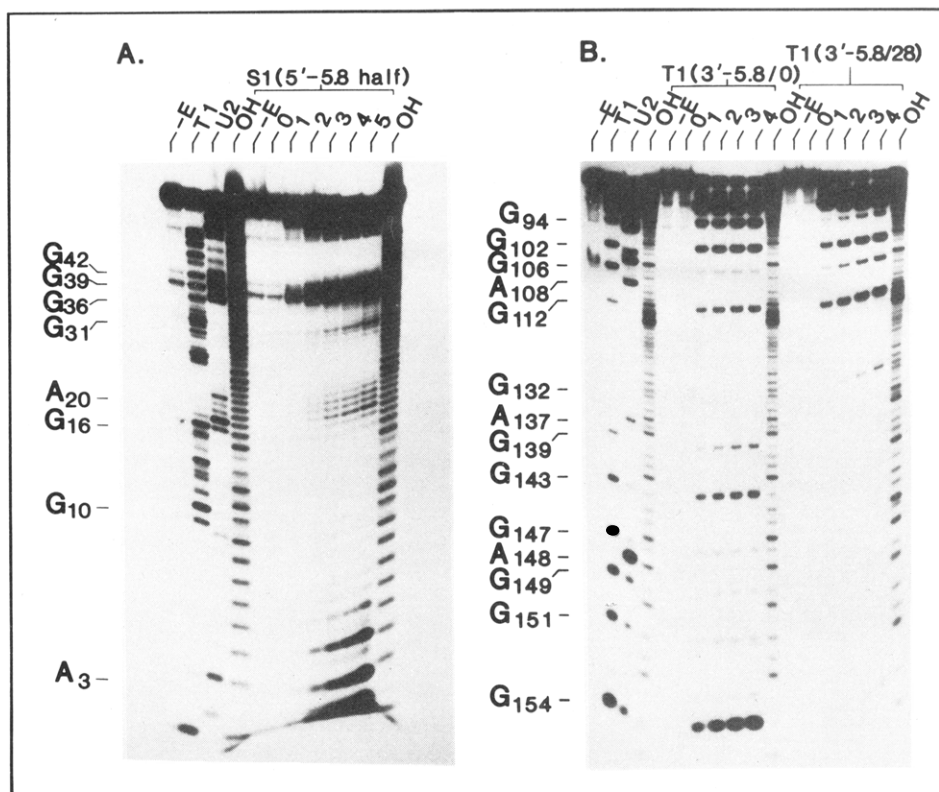 A.
S1(5'-5.8 half)
-E T1 U2 OH -E 0 1 2 3 4 5 OH
G42
G39
G36
G31
A20
G16
G10
A3
B.
T1(3'-5.8/28)
T1(3'-5.8/0)
-E T1 U2 OH -E 0 1 2 3 4 OH -E 0 1 2 3 4 OH
G94
G102
G106
A108
G112
G132
A137
G139
G143
G147
A148
G149
G151
G154